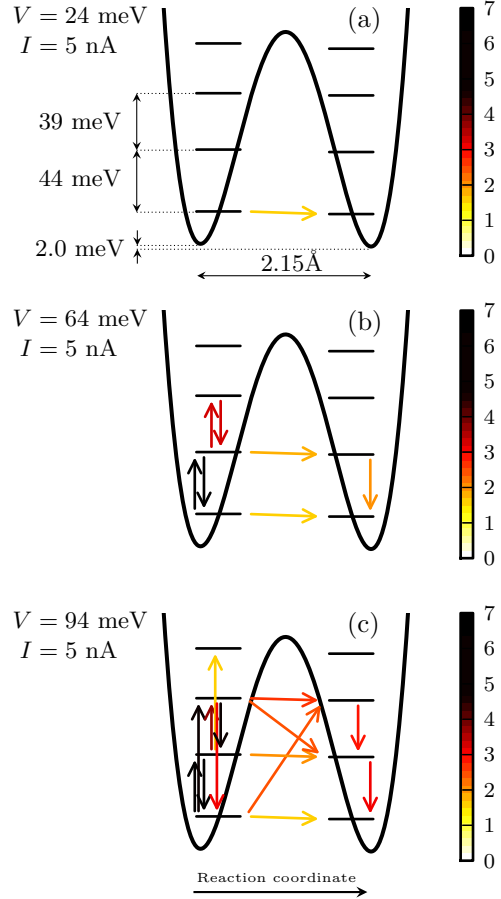 V = 24 meV
I = 5 nA
(a)
39 meV
44 meV
2.0 meV
2.15Å
7
6
5
4
3
2
1
0
V = 64 meV
I = 5 nA
(b)
7
6
5
4
3
2
1
0
V = 94 meV
I = 5 nA
(c)
7
6
5
4
3
2
1
0
Reaction coordinate